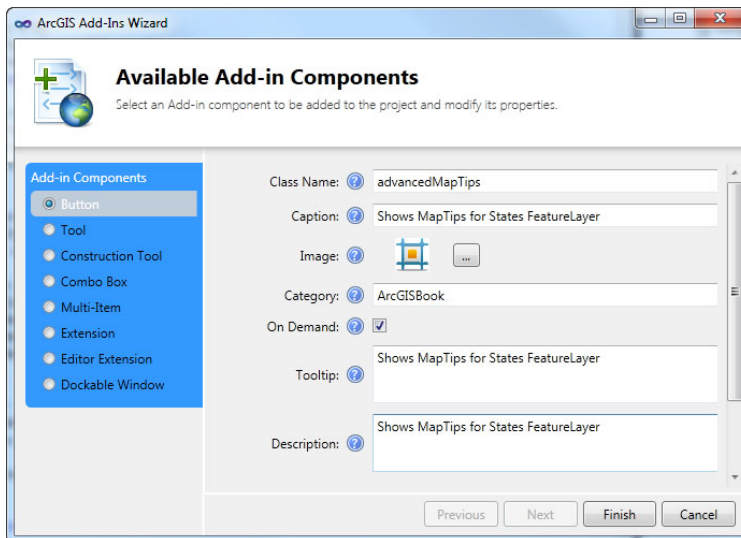 ArcGIS Add-Ins Wizard
Available Add-in Components
Select an Add-in component to be added to the project and modify its properties.
Add-in Components
Button
Tool
Construction Tool
Combo Box
Multi-Item
Extension
Editor Extension
Dockable Window
Class Name: advancedMapTips
Caption: Shows MapTips for States FeatureLayer
Image: ...
Category: ArcGISBook
On Demand:
Tooltip: Shows MapTips for States FeatureLayer
Description: Shows MapTips for States FeatureLayer
Previous Next Finish Cancel